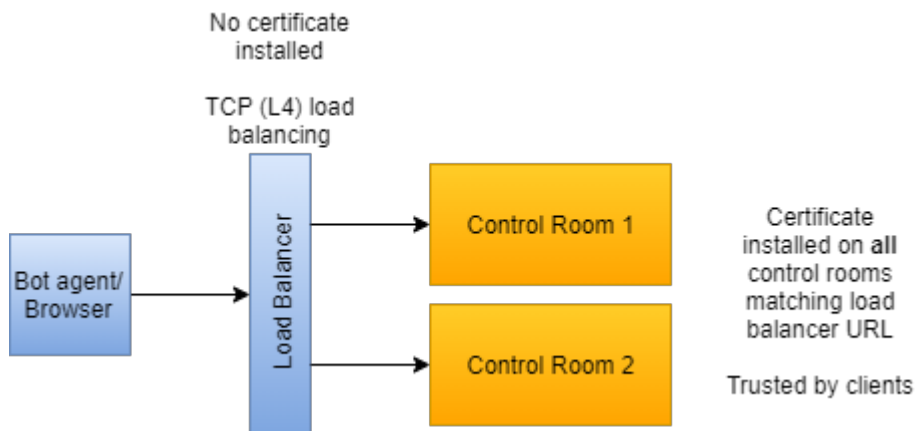 No certificate
installed
TCP (L4) load
balancing
Bot agent/
Browser
Load Balancer
Control Room 1
Control Room 2
Certificate
installed on all
control rooms
matching load
balancer URL
Trusted by clients